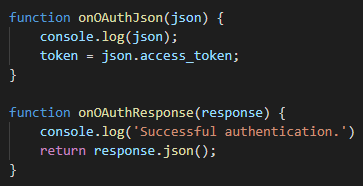 function onOAuthJson(json) {
    console.log(json);
    token = json.access_token;
}

function onOAuthResponse(response) {
    console.log('Successful authentication.')
    return response.json();
}